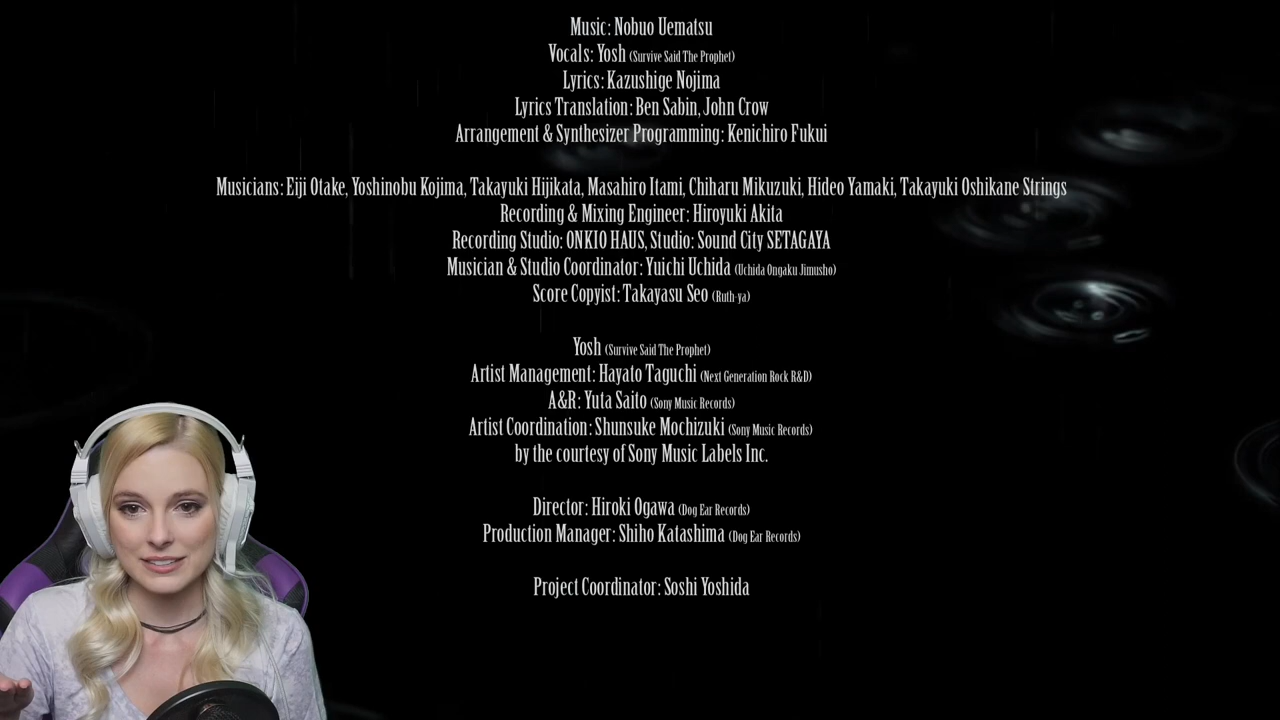 Music: Nobuo Uematsu
Vocals: Yosh (Survive Said The Prophet)
Lyrics: Kazushige Nojima
Lyrics Translation: Ben Sabin, John Crow
Arrangement & Synthesizer Programming: Kenichiro Fukui
Musicians: Eiji Otake, Yoshinobu Kojima, Takayuki Hijikata, Masahiro Itami, Chiharu Mikuzuki, Hideo Yamaki, Takayuki Oshikane Strings
Recording & Mixing Engineer: Hiroyuki Akita
Recording Studio: ONKIO HAUS, Studio: Sound City SETAGAYA
Musician & Studio Coordinator: Yuichi Uchida (Uchida Ongaku Jimusho)
Score Copyist: Takayasu Seo (Ruth-ya)
Yosh (Survive Said The Prophet)
Artist Management: Hayato Taguchi (Next Generation Rock R&D)
A&R: Yuta Saito (Sony Music Records)
Artist Coordination: Shunsuke Mochizuki (Sony Music Records)
by the courtesy of Sony Music Labels Inc.
Director: Hiroki Ogawa (Dog Ear Records)
Production Manager: Shiho Katashima (Dog Ear Records)
Project Coordinator: Soshi Yoshida